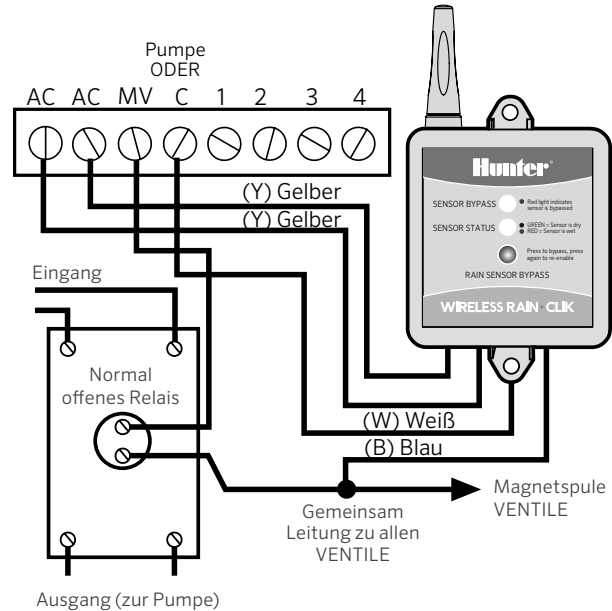 Pumpe
ODER
AC AC MV C 1 2 3 4
Hunter®
SENSOR BYPASS
Red light indicates
sensor is bypassed
SENSOR STATUS
GREEN = Sensor is dry
RED = Sensor is wet
Press to bypass, press
again to re-enable
RAIN SENSOR BYPASS
WIRELESS RAIN·CLIK
(Y) Gelber
(Y) Gelber
Eingang
Normal
offenes Relais
(W) Weiß
(B) Blau
Gemeinsam
Leitung zu allen
VENTILE
Magnetspule
VENTILE
Ausgang (zur Pumpe)